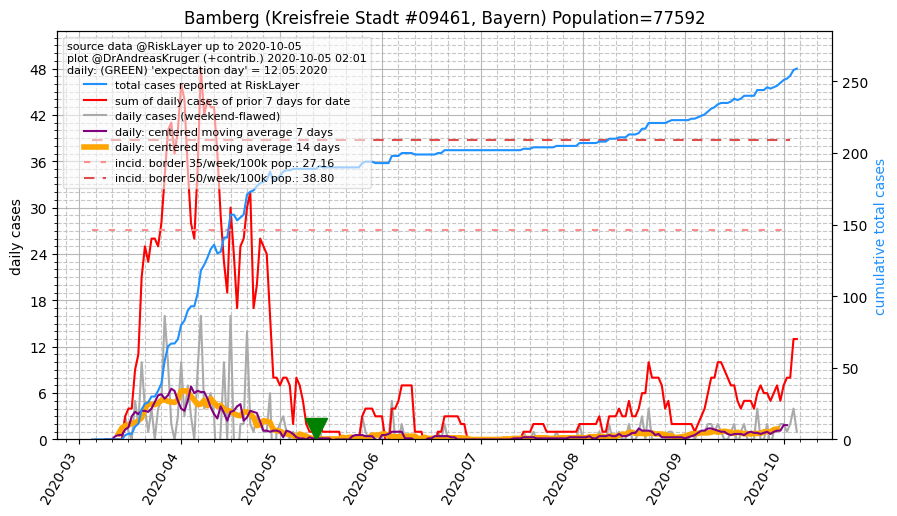 Bamberg (Kreisfreie Stadt #09461, Bayern) Population=77592
source data @RiskLayer up to 2020-10-05
plot @DrAndreasKruger (+contrib.) 2020-10-05 02:01
daily: (GREEN) 'expectation day' = 12.05.2020
total cases reported at RiskLayer
sum of daily cases of prior 7 days for date
daily cases (weekend-flawed)
daily: centered moving average 7 days
daily: centered moving average 14 days
incid. border 35/week/100k pop.: 27.16
incid. border 50/week/100k pop.: 38.80
daily cases
48
42
36
30
24
18
12
6
0
cumulative total cases
250
200
150
100
50
0
2020-03
2020-04
2020-05
2020-06
2020-07
2020-08
2020-09
2020-10